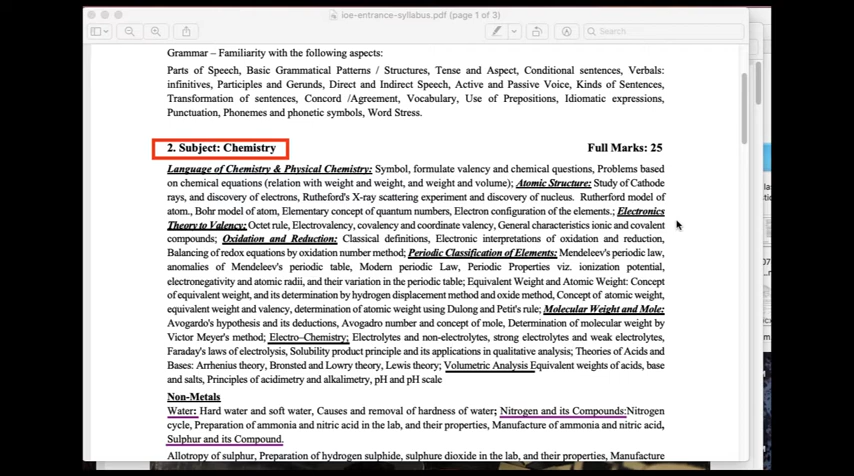 ioe-entrance-syllabus.pdf (page 1 of 3)
Search
Grammar – Familiarity with the following aspects:
Parts of Speech, Basic Grammatical Patterns / Structures, Tense and Aspect, Conditional sentences, Verbals:
infinitives, Participles and Gerunds, Direct and Indirect Speech, Active and Passive Voice, Kinds of Sentences,
Transformation of sentences, Concord /Agreement, Vocabulary, Use of Prepositions, Idiomatic expressions,
Punctuation, Phonemes and phonetic symbols, Word Stress.
2. Subject: Chemistry Full Marks: 25
Language of Chemistry & Physical Chemistry: Symbol, formulate valency and chemical questions, Problems based
on chemical equations (relation with weight and weight, and weight and volume); Atomic Structure: Study of Cathode
rays, and discovery of electrons, Rutheford's X-ray scattering experiment and discovery of nucleus. Rutherford model of
atom., Bohr model of atom, Elementary concept of quantum numbers, Electron configuration of the elements.; Electronics
Theory to Valency: Octet rule, Electrovalency, covalency and coordinate valency, General characteristics ionic and covalent
compounds; Oxidation and Reduction: Classical definitions, Electronic interpretations of oxidation and reduction,
Balancing of redox equations by oxidation number method; Periodic Classification of Elements: Mendeleev's periodic law,
anomalies of Mendeleev's periodic table, Modern periodic Law, Periodic Properties viz. ionization potential,
electronegativity and atomic radii, and their variation in the periodic table; Equivalent Weight and Atomic Weight: Concept
of equivalent weight, and its determination by hydrogen displacement method and oxide method, Concept of atomic weight,
equivalent weight and valency, determination of atomic weight using Dulong and Petit's rule; Molecular Weight and Mole:
Avogardo's hypothesis and its deductions, Avogadro number and concept of mole, Determination of molecular weight by
Victor Meyer's method; Electro–Chemistry; Electrolytes and non-electrolytes, strong electrolytes and weak electrolytes,
Faraday's laws of electrolysis, Solubility product principle and its applications in qualitative analysis; Theories of Acids and
Bases: Arrhenius theory, Bronsted and Lowry theory, Lewis theory; Volumetric Analysis Equivalent weights of acids, base
and salts, Principles of acidimetry and alkalimetry, pH and pH scale
Non-Metals
Water: Hard water and soft water, Causes and removal of hardness of water; Nitrogen and its Compounds:Nitrogen
cycle, Preparation of ammonia and nitric acid in the lab, and their properties, Manufacture of ammonia and nitric acid,
Sulphur and its Compound.
Allotropy of sulphur, Preparation of hydrogen sulphide, sulphure dioxide in the lab, and their properties, Manufacture